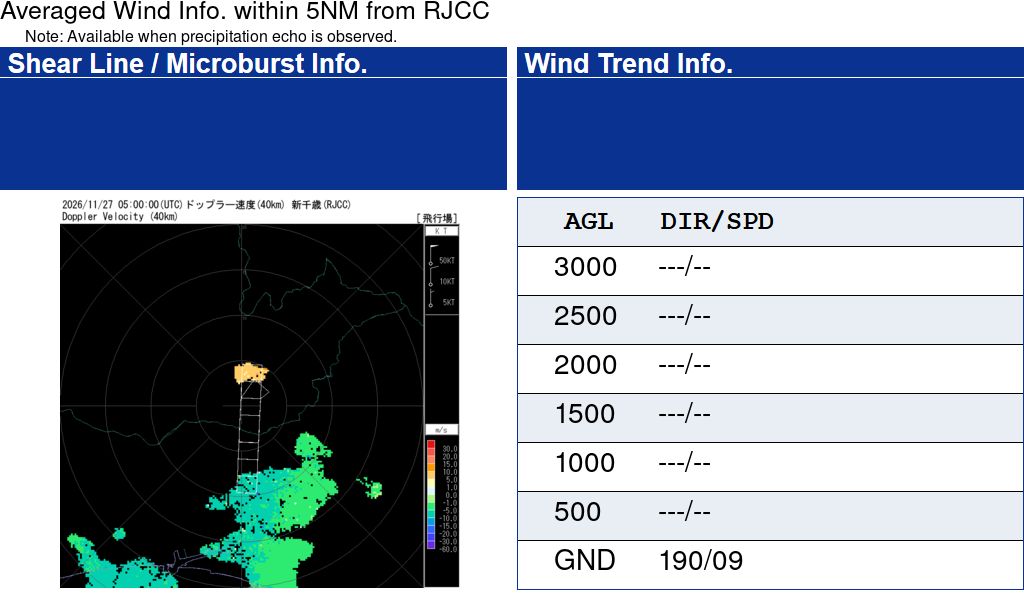 Averaged Wind Info. within 5NM from RJCC
Note: Available when precipitation echo is observed.
Shear Line / Microburst Info.
Wind Trend Info.
2026/11/27 05:00:00(UTC) ドップラー速度(40km) 新千歳(RJCC)
Doppler Velocity (40km)
[飛行場]
KT
50KT
10KT
5KT
m/s
30.0
20.0
15.0
10.0
5.0
1.0
0.0
-1.0
-5.0
-10.0
-15.0
-20.0
-30.0
-60.0
AGL DIR/SPD
3000 ---/--
2500 ---/--
2000 ---/--
1500 ---/--
1000 ---/--
500 ---/--
GND 190/09